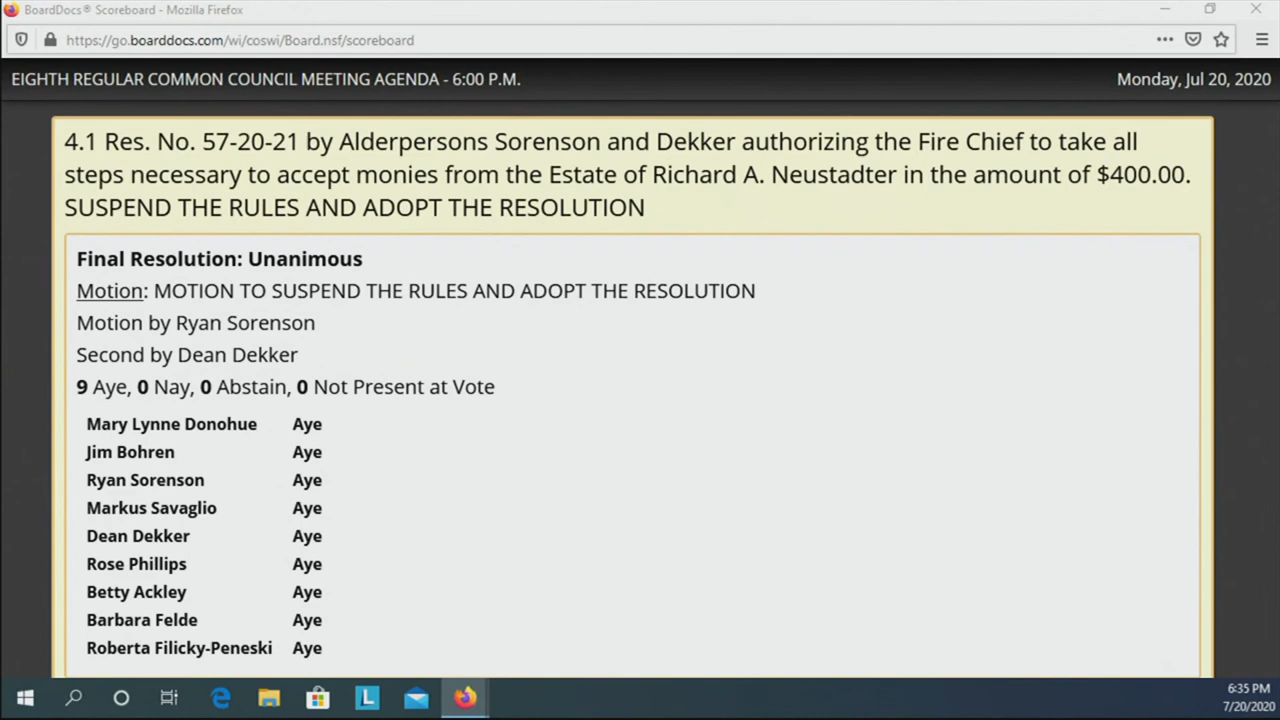 BoardDocs® Scoreboard - Mozilla Firefox
https://go.boarddocs.com/wi/coswi/Board.nsf/scoreboard
EIGHTH REGULAR COMMON COUNCIL MEETING AGENDA - 6:00 P.M.
Monday, Jul 20, 2020
4.1 Res. No. 57-20-21 by Alderpersons Sorenson and Dekker authorizing the Fire Chief to take all
steps necessary to accept monies from the Estate of Richard A. Neustadter in the amount of $400.00.
SUSPEND THE RULES AND ADOPT THE RESOLUTION
Final Resolution: Unanimous
Motion: MOTION TO SUSPEND THE RULES AND ADOPT THE RESOLUTION
Motion by Ryan Sorenson
Second by Dean Dekker
9 Aye, 0 Nay, 0 Abstain, 0 Not Present at Vote
Mary Lynne Donohue Aye
Jim Bohren Aye
Ryan Sorenson Aye
Markus Savaglio Aye
Dean Dekker Aye
Rose Phillips Aye
Betty Ackley Aye
Barbara Felde Aye
Roberta Filicky-Peneski Aye
L
6:35 PM
7/20/2020